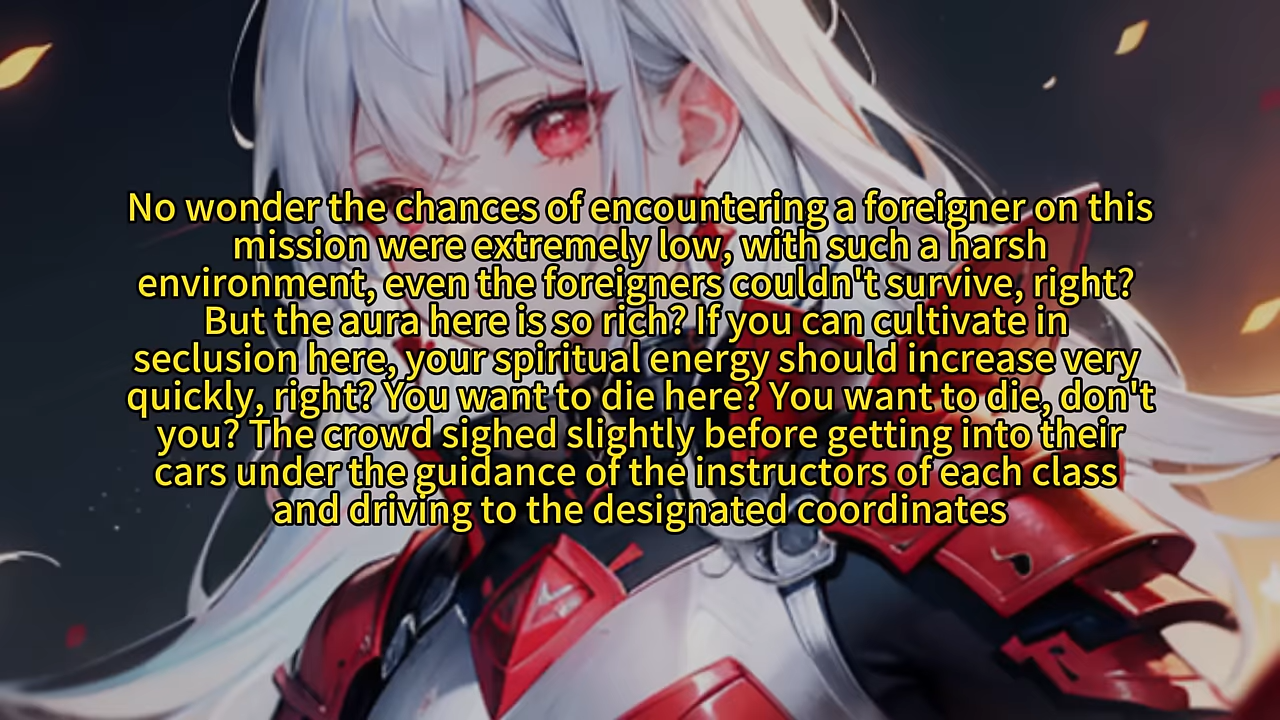 No wonder the chances of encountering a foreigner on this
mission were extremely low, with such a harsh
environment, even the foreigners couldn't survive, right?
But the aura here is so rich? If you can cultivate in
seclusion here, your spiritual energy should increase very
quickly, right? You want to die here? You want to die, don't
you? The crowd sighed slightly before getting into their
cars under the guidance of the instructors of each class
and driving to the designated coordinates